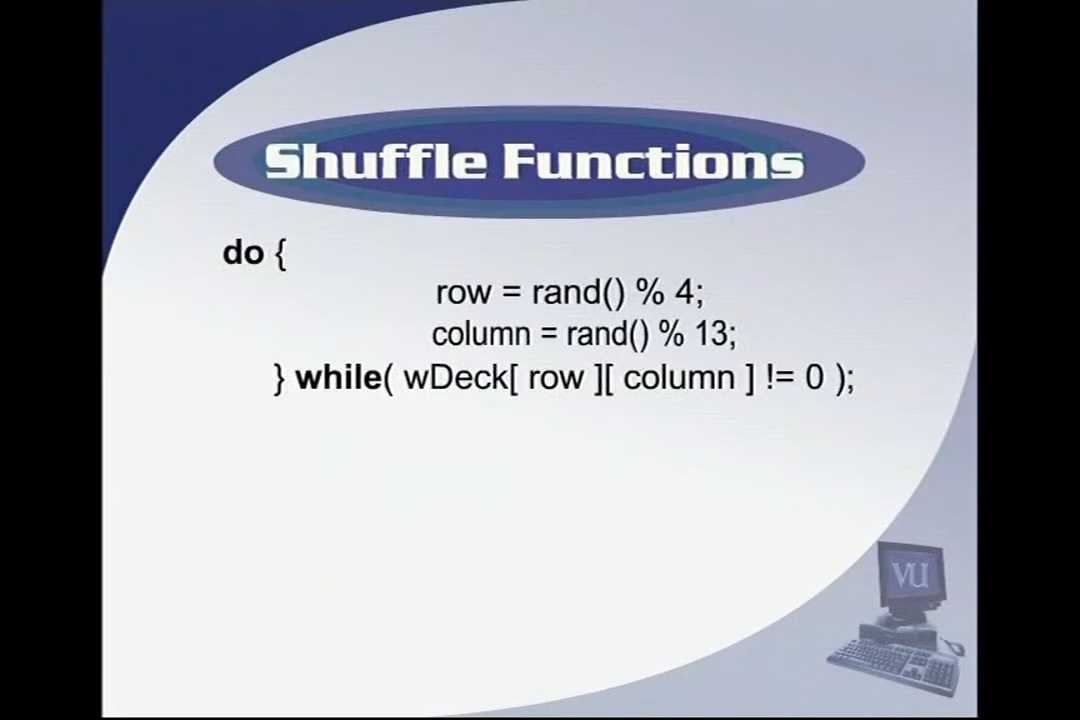 Shuffle Functions
do {
row = rand() % 4;
column = rand() % 13;
} while( wDeck[ row ][ column ] != 0 );
VU